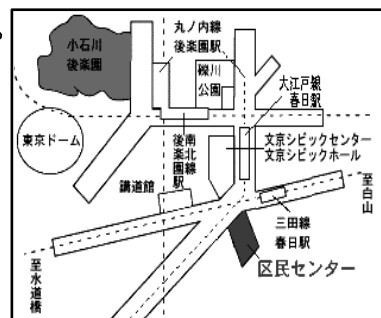 丸ノ内線
後楽園駅
小石川
後楽園
礫川
公園
大江戸線
春日駅
東京ドーム
南北線
後楽園駅
文京シビックセンター
文京シビックホール
講道館
至白山
三田線
春日駅
至水道橋
区民センター